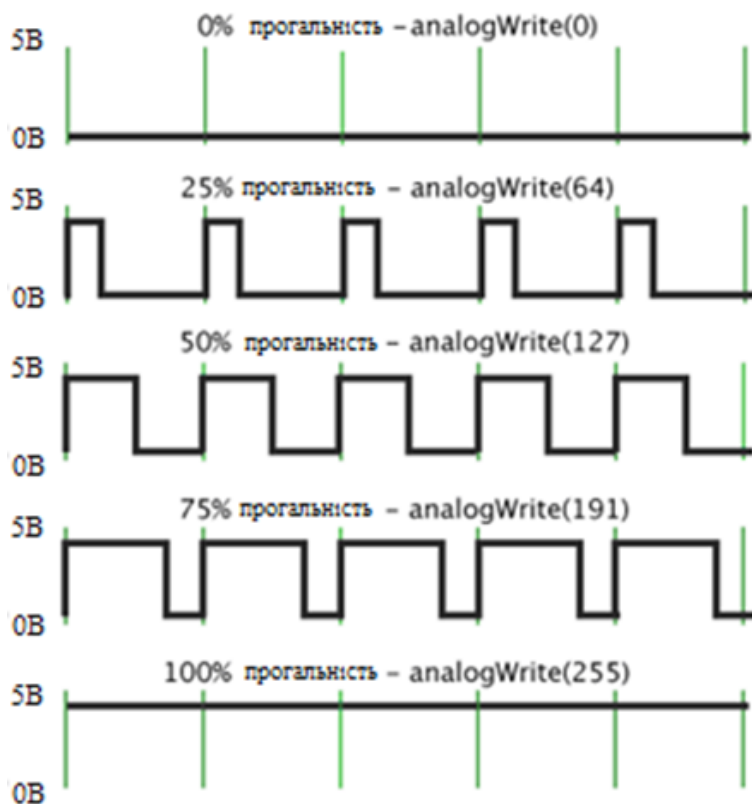 0% прогальність – analogWrite(0)
5В
0В
25% прогальність – analogWrite(64)
5В
0В
50% прогальність – analogWrite(127)
5В
0В
75% прогальність – analogWrite(191)
5В
0В
100% прогальність – analogWrite(255)
5В
0В